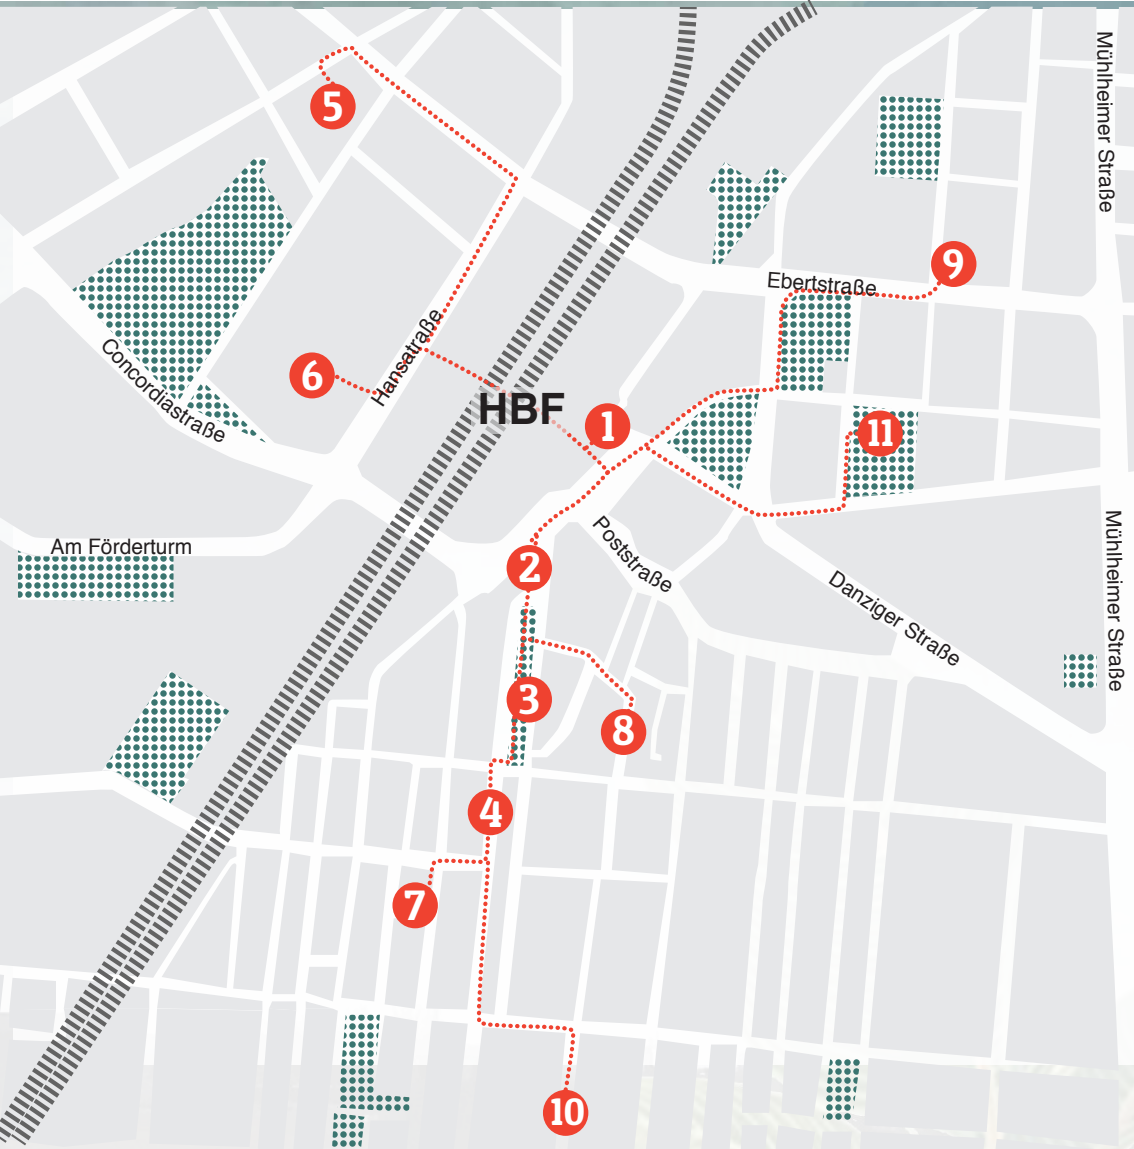 Mühlheimer Straße
5
9
Ebertstraße
Hansatraße
6
Concordiastraße
HBF
1
11
Am Förderturm
2
Poststraße
Danziger Straße
Mühlheimer Straße
3
8
4
7
10